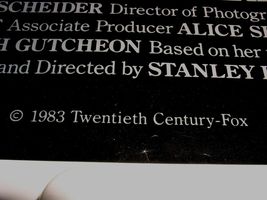 SCHEIDER Director of Photogr
Associate Producer ALICE S
H GUTCHEON Based on her
and Directed by STANLEY
© 1983 Twentieth Century-Fox